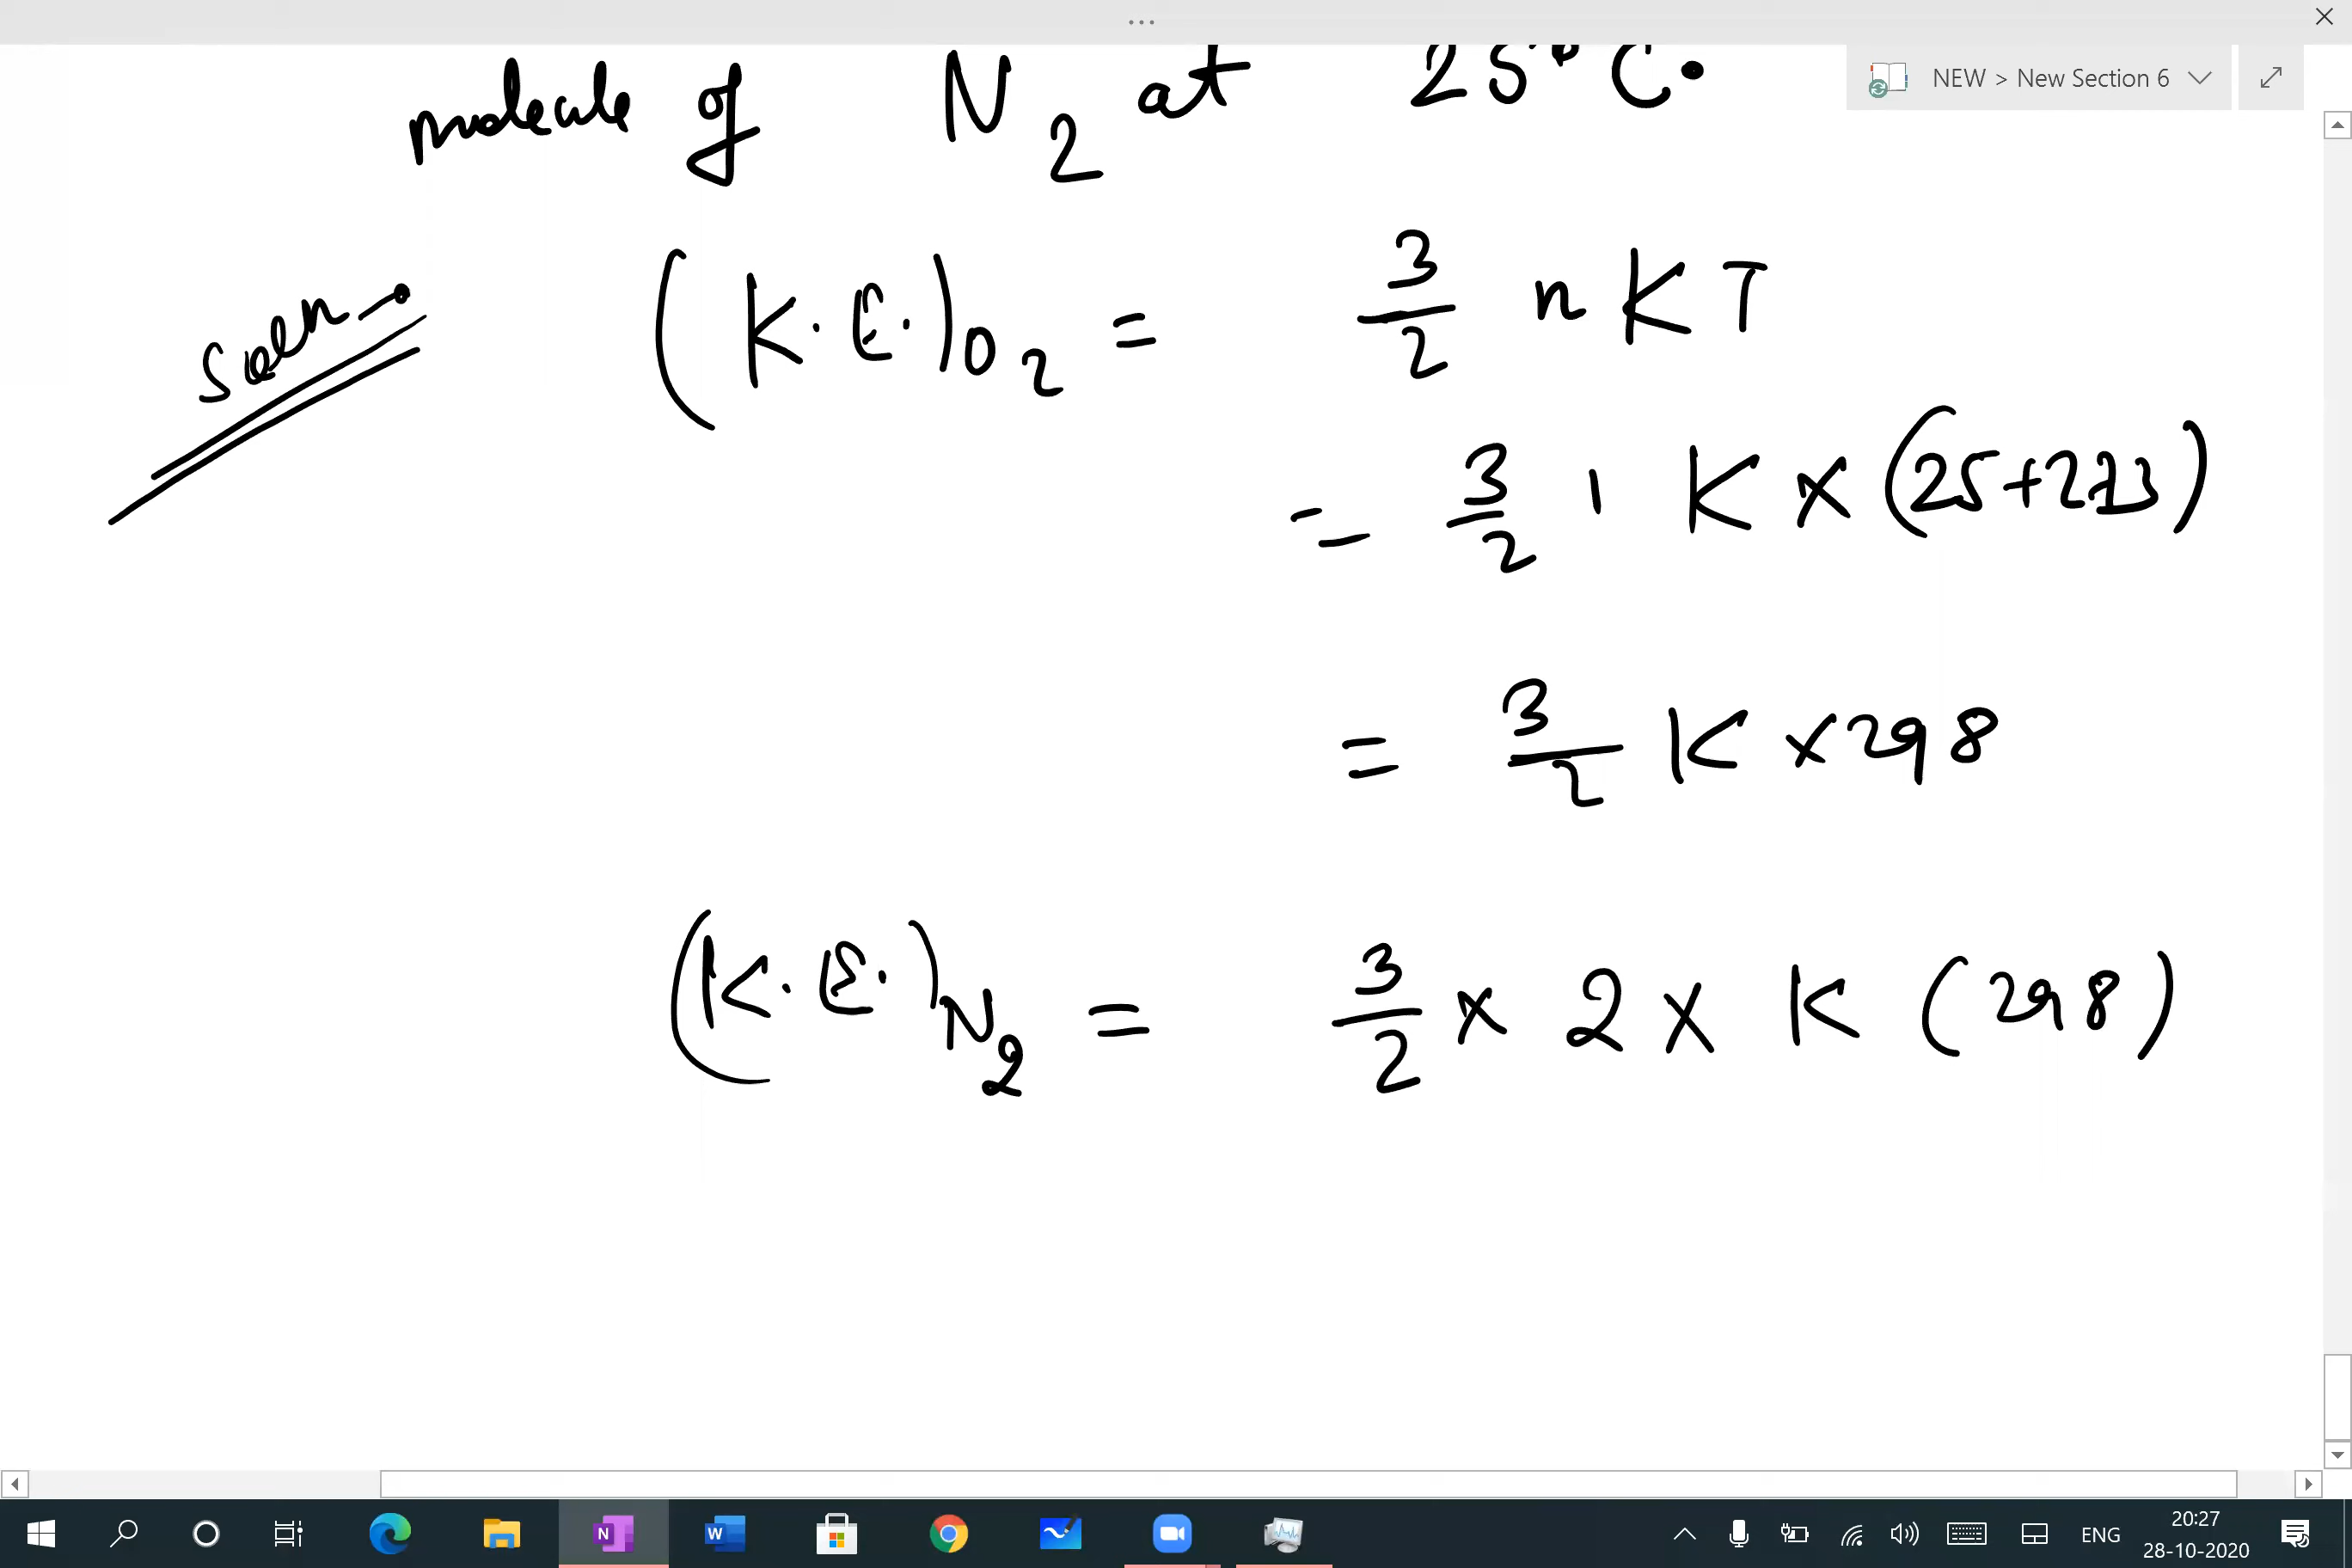 NEW > New Section 6
molecule of N2 at 25°C.
Soln (K.E.)O2 = 3/2 nKT
= 3/2 1 K × (25+273)
= 3/2 K × 298
(K.E.)N2 = 3/2 × 2 × K (298)
ENG
20:27
28-10-2020